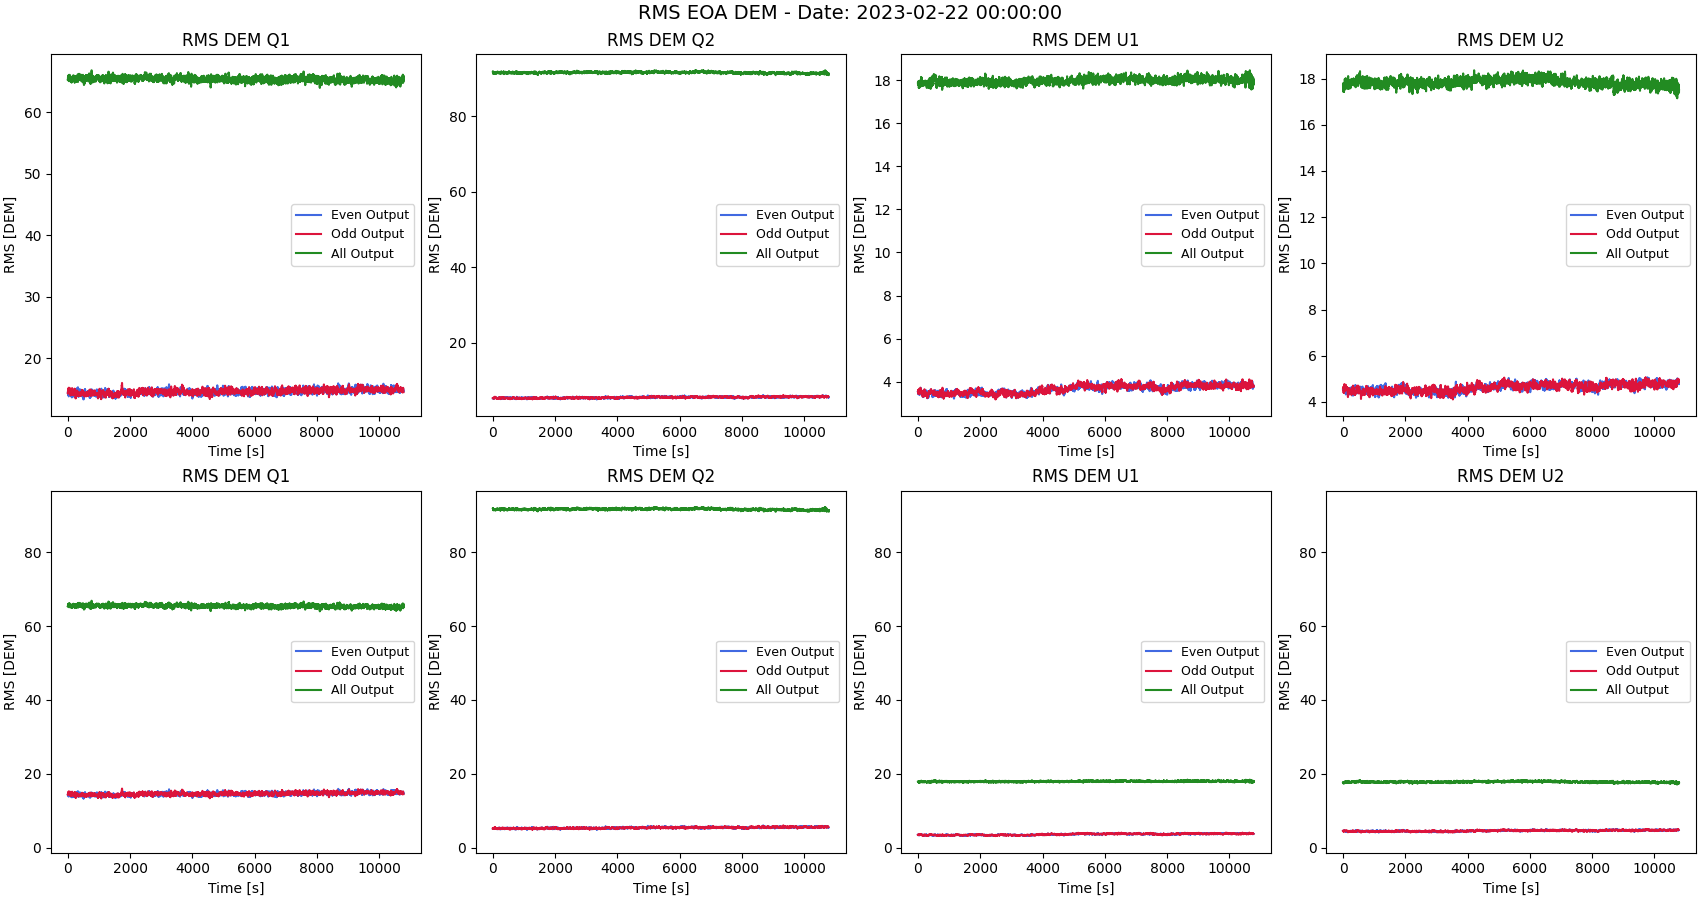 RMS EOA DEM - Date: 2023-02-22 00:00:00
RMS DEM Q1
RMS [DEM]
60
50
40
30
20
0 2000 4000 6000 8000 10000
Time [s]
Even Output
Odd Output
All Output
RMS DEM Q2
RMS [DEM]
80
60
40
20
0 2000 4000 6000 8000 10000
Time [s]
Even Output
Odd Output
All Output
RMS DEM U1
RMS [DEM]
18
16
14
12
10
8
6
4
0 2000 4000 6000 8000 10000
Time [s]
Even Output
Odd Output
All Output
RMS DEM U2
RMS [DEM]
18
16
14
12
10
8
6
4
0 2000 4000 6000 8000 10000
Time [s]
Even Output
Odd Output
All Output
RMS DEM Q1
RMS [DEM]
80
60
40
20
0
0 2000 4000 6000 8000 10000
Time [s]
Even Output
Odd Output
All Output
RMS DEM Q2
RMS [DEM]
80
60
40
20
0
0 2000 4000 6000 8000 10000
Time [s]
Even Output
Odd Output
All Output
RMS DEM U1
RMS [DEM]
80
60
40
20
0
0 2000 4000 6000 8000 10000
Time [s]
Even Output
Odd Output
All Output
RMS DEM U2
RMS [DEM]
80
60
40
20
0
0 2000 4000 6000 8000 10000
Time [s]
Even Output
Odd Output
All Output